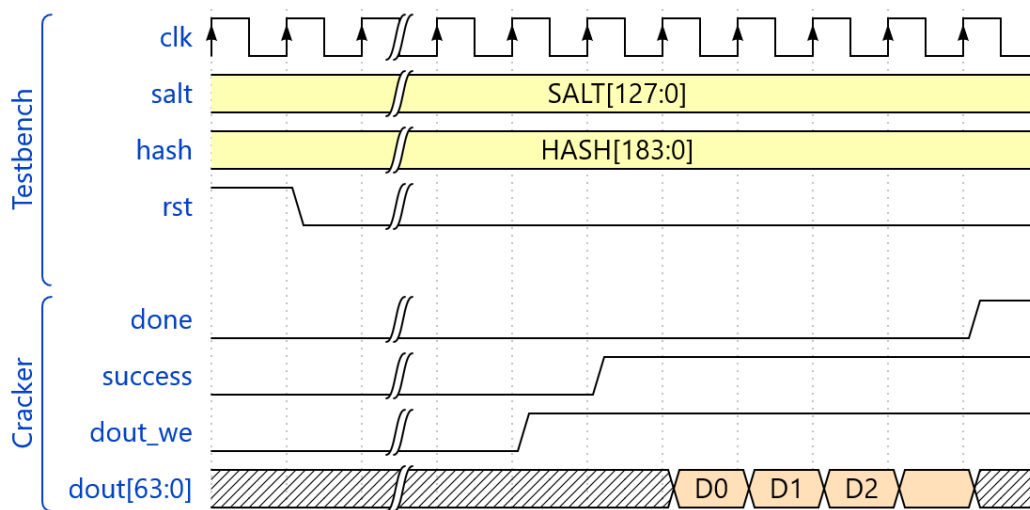 Testbench
clk
salt SALT[127:0]
hash HASH[183:0]
rst
Cracker
done
success
dout_we
dout[63:0] D0 D1 D2